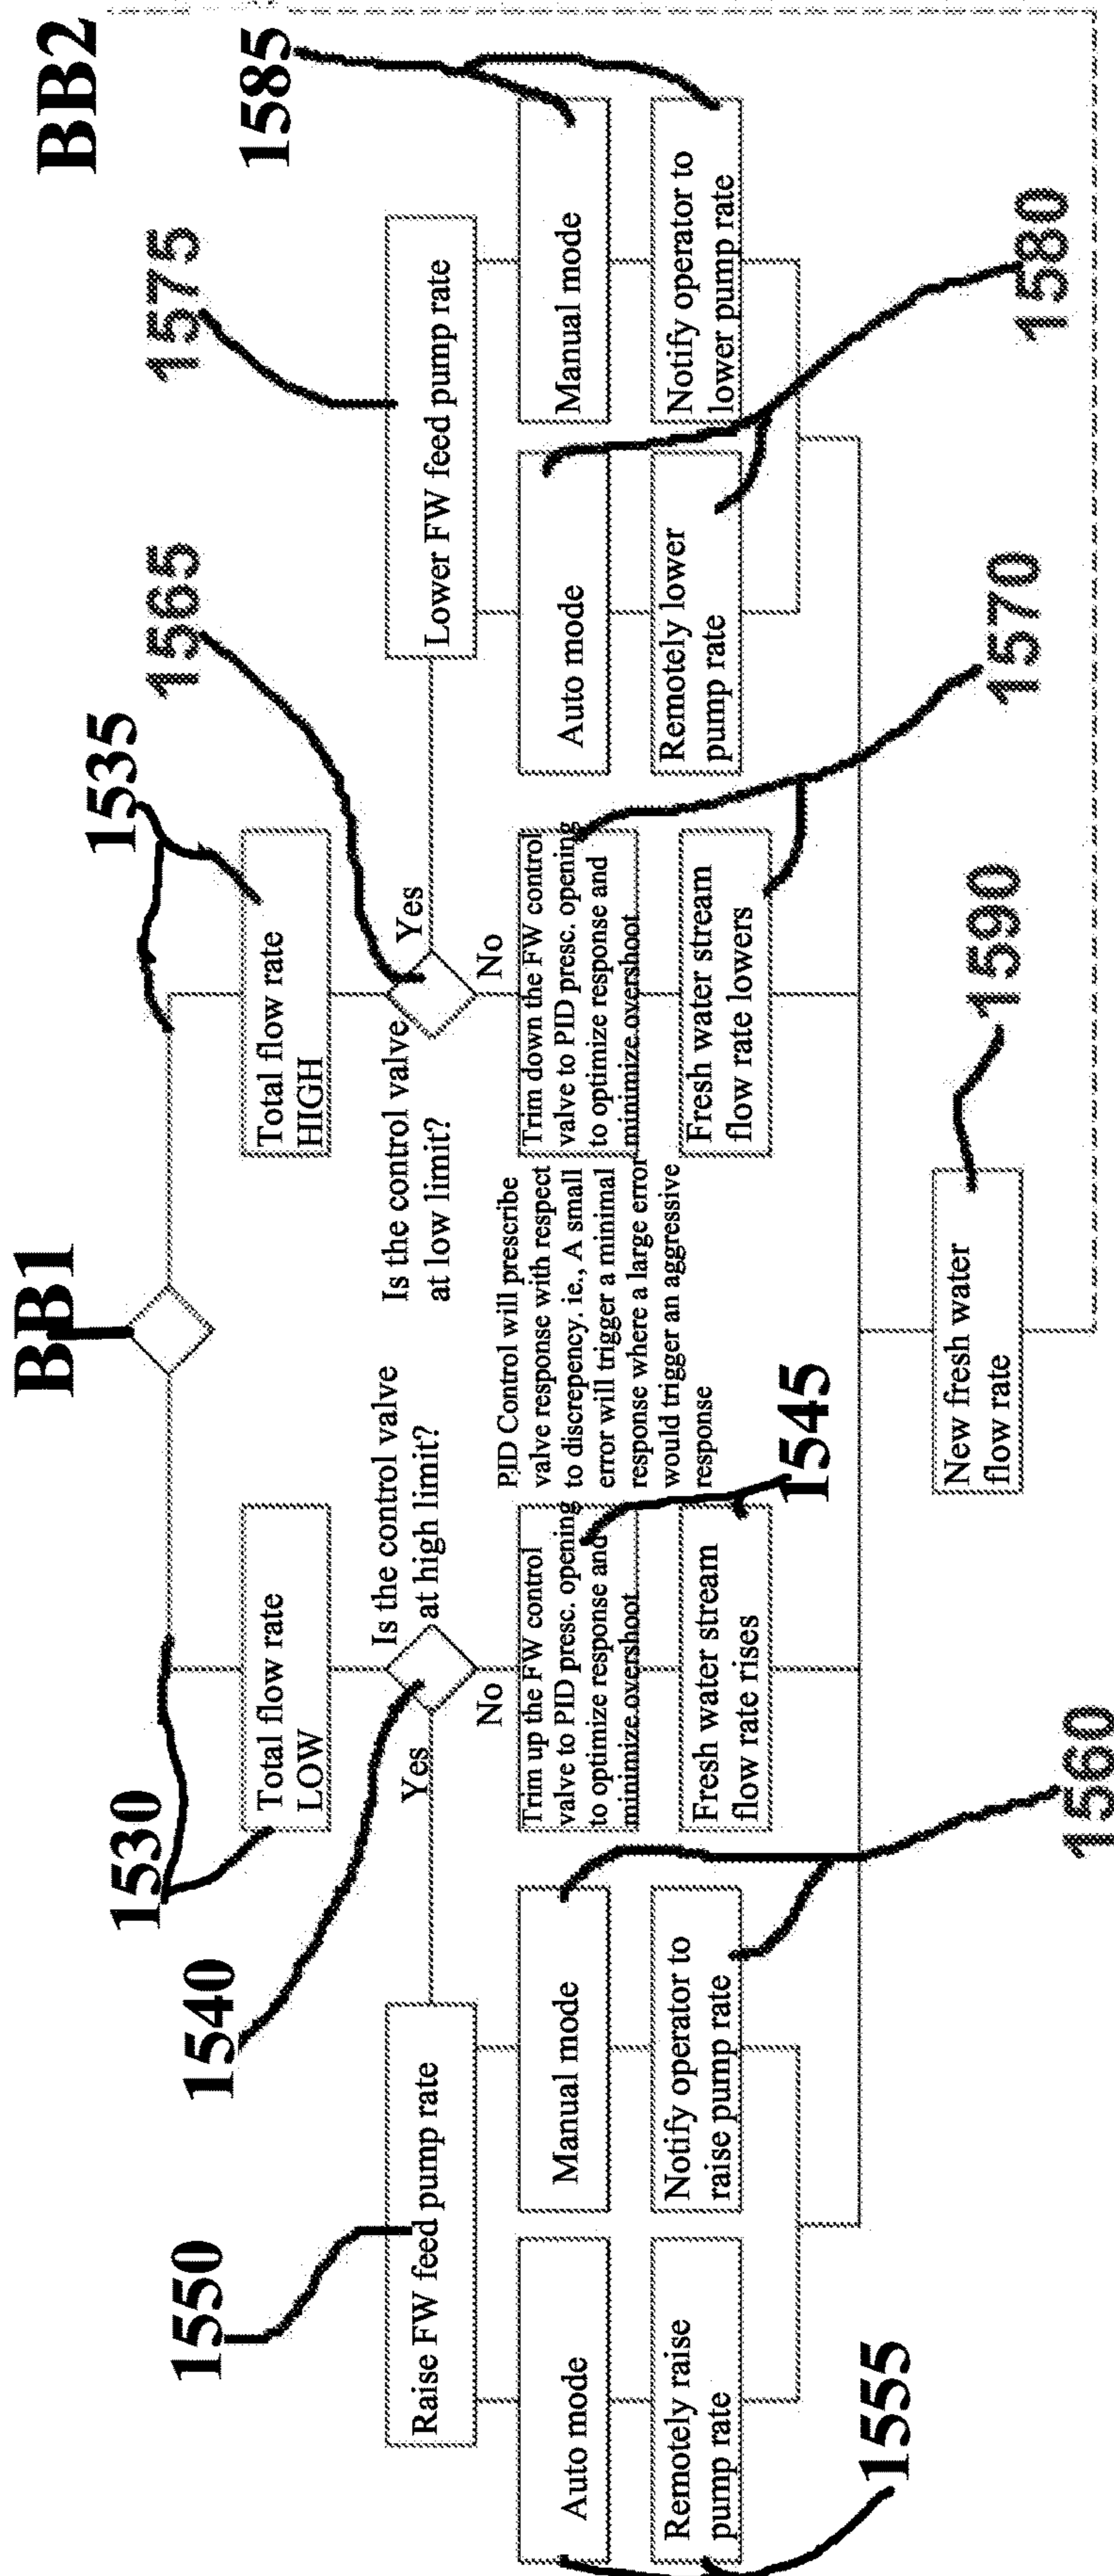 BB1
BB2
1530
1535
Total flow rate
LOW
Total flow rate
HIGH
1550
1540
1565
1575
1585
Raise FW feed pump rate
Yes
Is the control valve
at high limit?
No
Is the control valve
at low limit?
Yes
No
Lower FW feed pump rate
Auto mode
Manual mode
Trim up the FW control
valve to PID presc. opening
to optimize response and
minimize overshoot
PID Control will prescribe
valve response with respect
to discrepency. ie., A small
error will trigger a minimal
response where a large error
would trigger an aggressive
response
Trim down the FW control
valve to PID presc. opening
to optimize response and
minimize overshoot
Auto mode
Manual mode
Remotely raise
pump rate
Notify operator to
raise pump rate
Fresh water stream
flow rate rises
Fresh water stream
flow rate lowers
Remotely lower
pump rate
Notify operator to
lower pump rate
1555
1560
1545
1570
1580
New fresh water
flow rate
1590